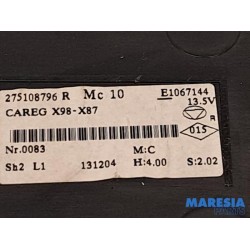 275108796 R Mc 10 E1067144
13.5V
CAREG X98-X87
R
015
Nr.0083 M:C
Sh2 L1 131204 H:4.00 S:2.02
MARESIA